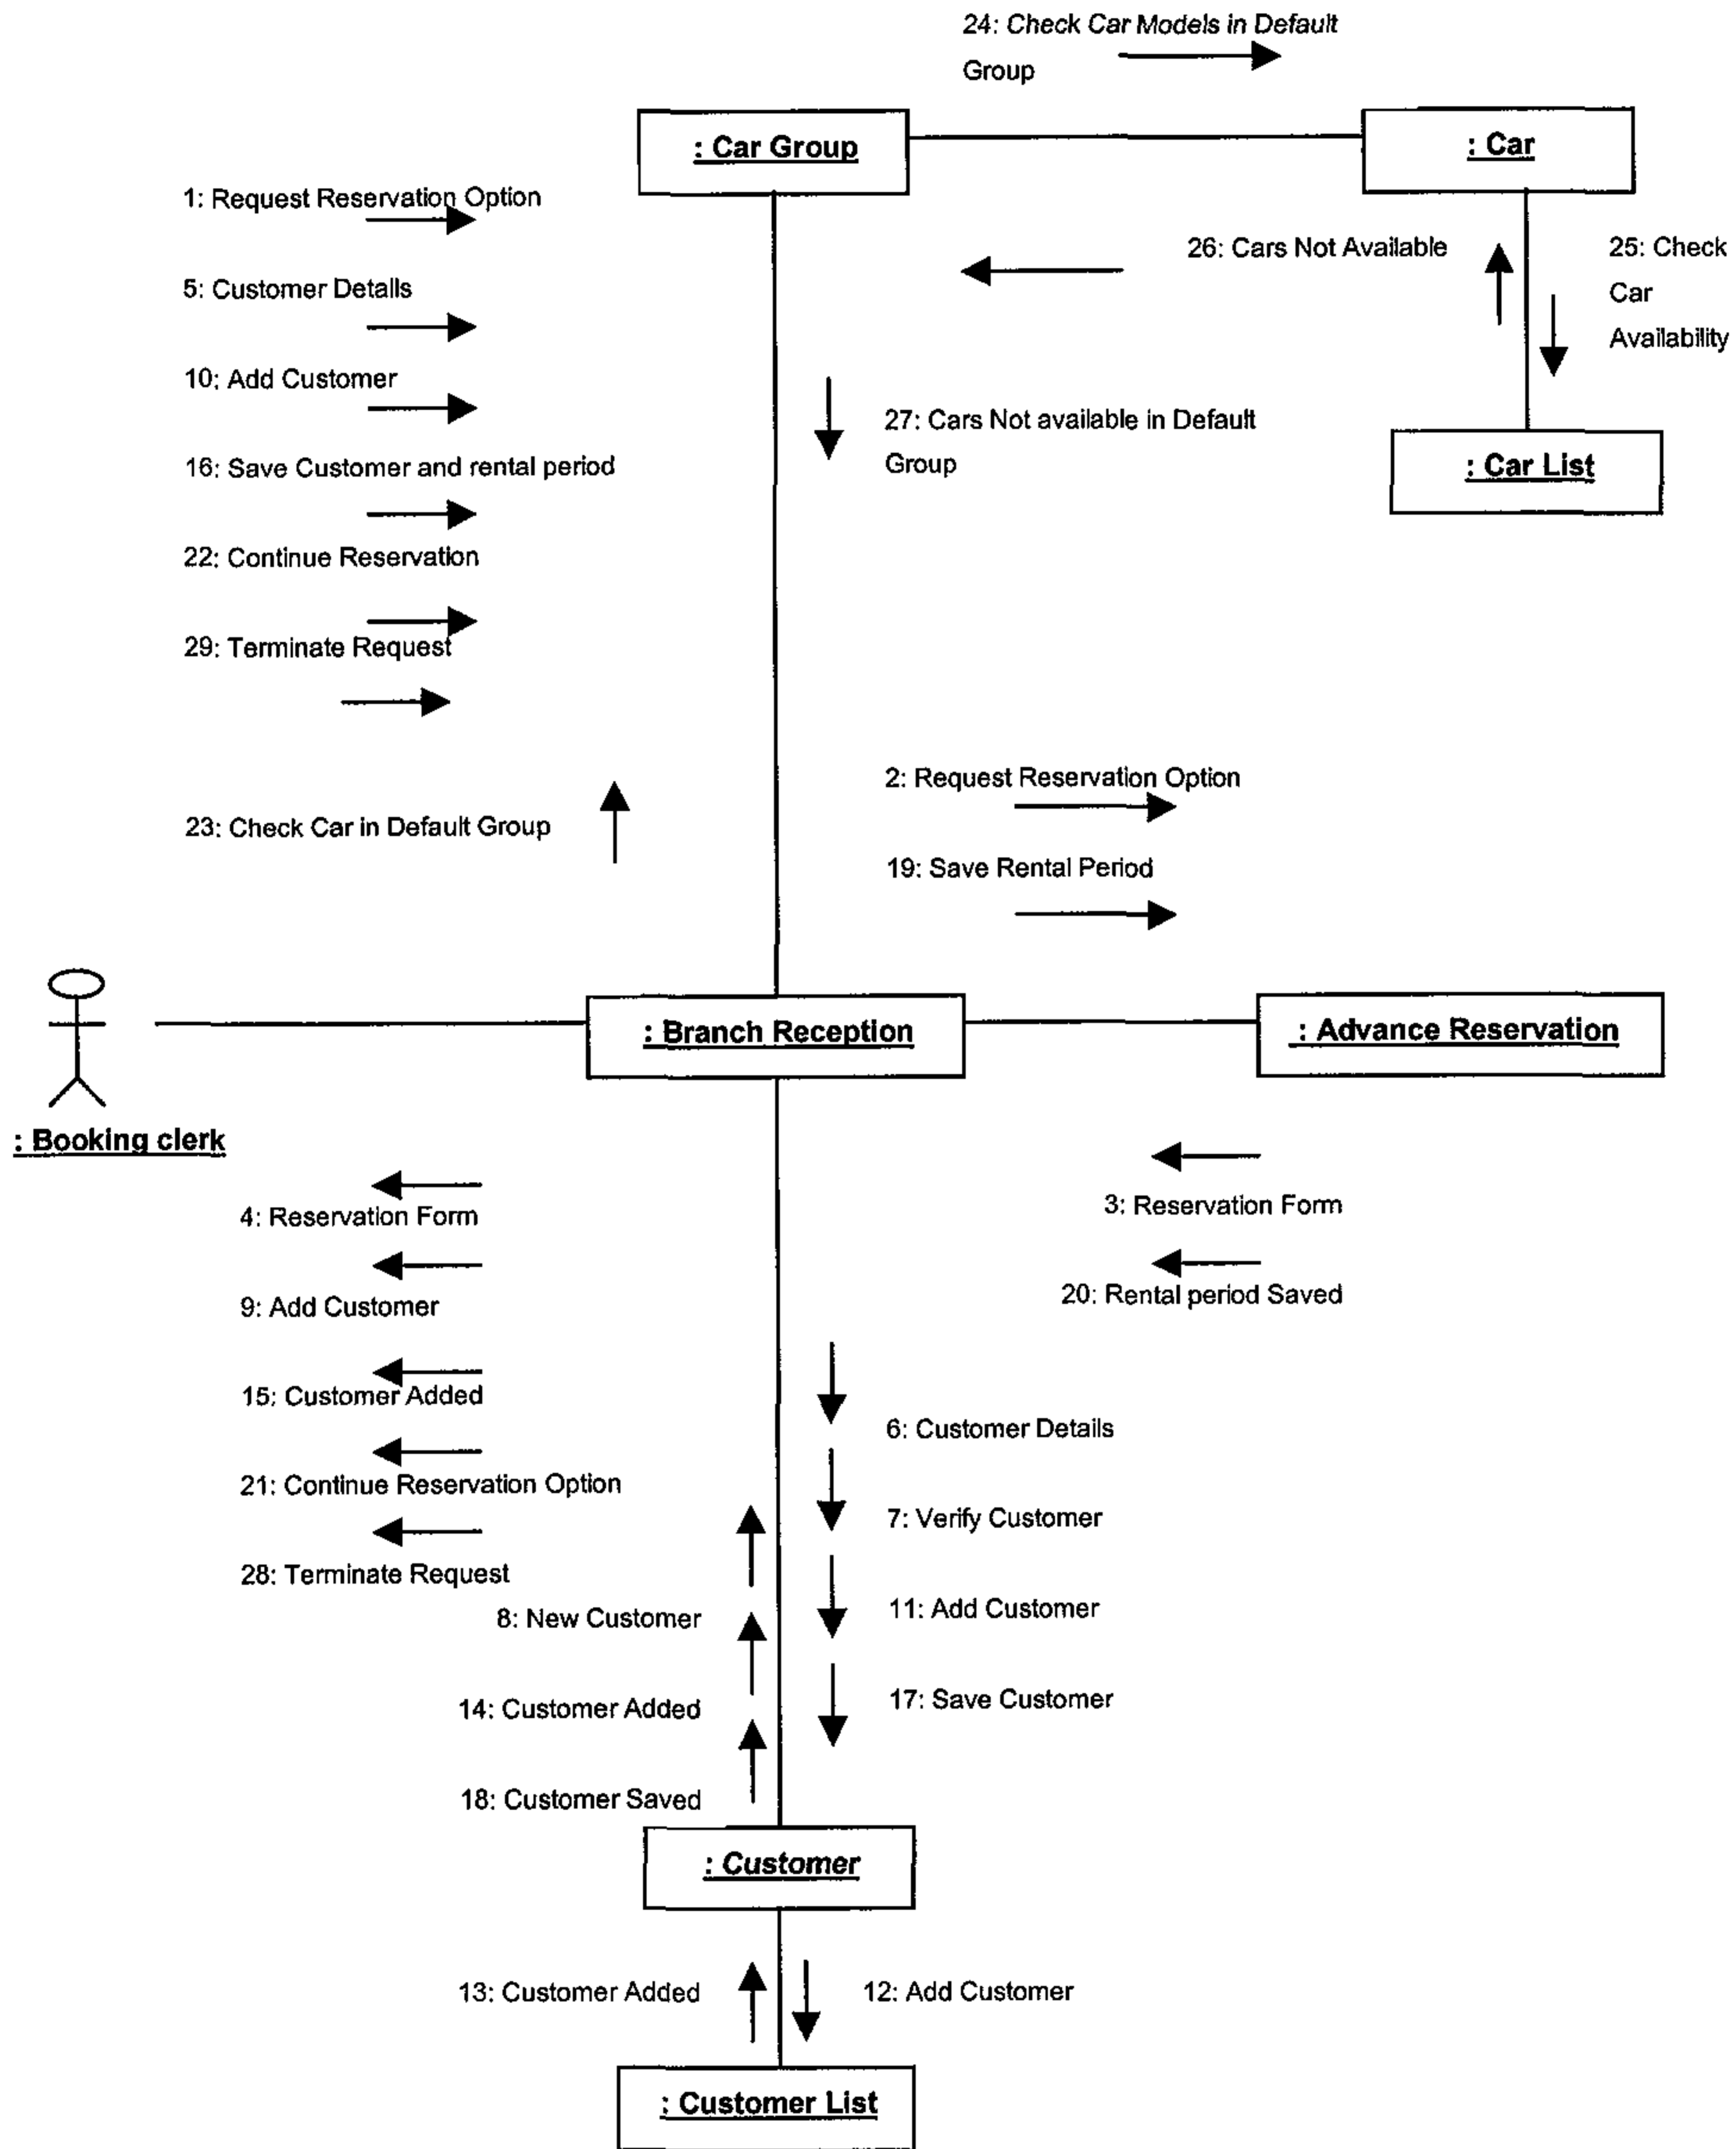 24: Check Car Models in Default
Group
: Car Group
: Car
1: Request Reservation Option
26: Cars Not Available
25: Check
Car
Availability
5: Customer Details
10: Add Customer
27: Cars Not available in Default
Group
16: Save Customer and rental period
: Car List
22: Continue Reservation
29: Terminate Request
2: Request Reservation Option
23: Check Car in Default Group
19: Save Rental Period
: Branch Reception
: Advance Reservation
: Booking clerk
4: Reservation Form
3: Reservation Form
9: Add Customer
20: Rental period Saved
15: Customer Added
6: Customer Details
21: Continue Reservation Option
7: Verify Customer
28: Terminate Request
8: New Customer
11: Add Customer
14: Customer Added
17: Save Customer
18: Customer Saved
: Customer
13: Customer Added
12: Add Customer
: Customer List